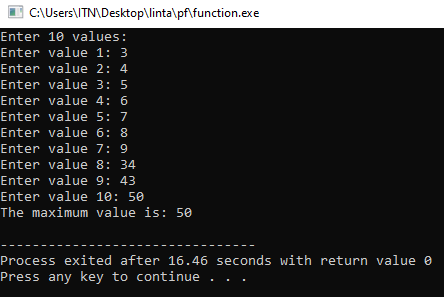 C:\Users\ITN\Desktop\linta\pf\function.exe
Enter 10 values:
Enter value 1: 3
Enter value 2: 4
Enter value 3: 5
Enter value 4: 6
Enter value 5: 7
Enter value 6: 8
Enter value 7: 9
Enter value 8: 34
Enter value 9: 43
Enter value 10: 50
The maximum value is: 50
--------------------------------
Process exited after 16.46 seconds with return value 0
Press any key to continue . . .